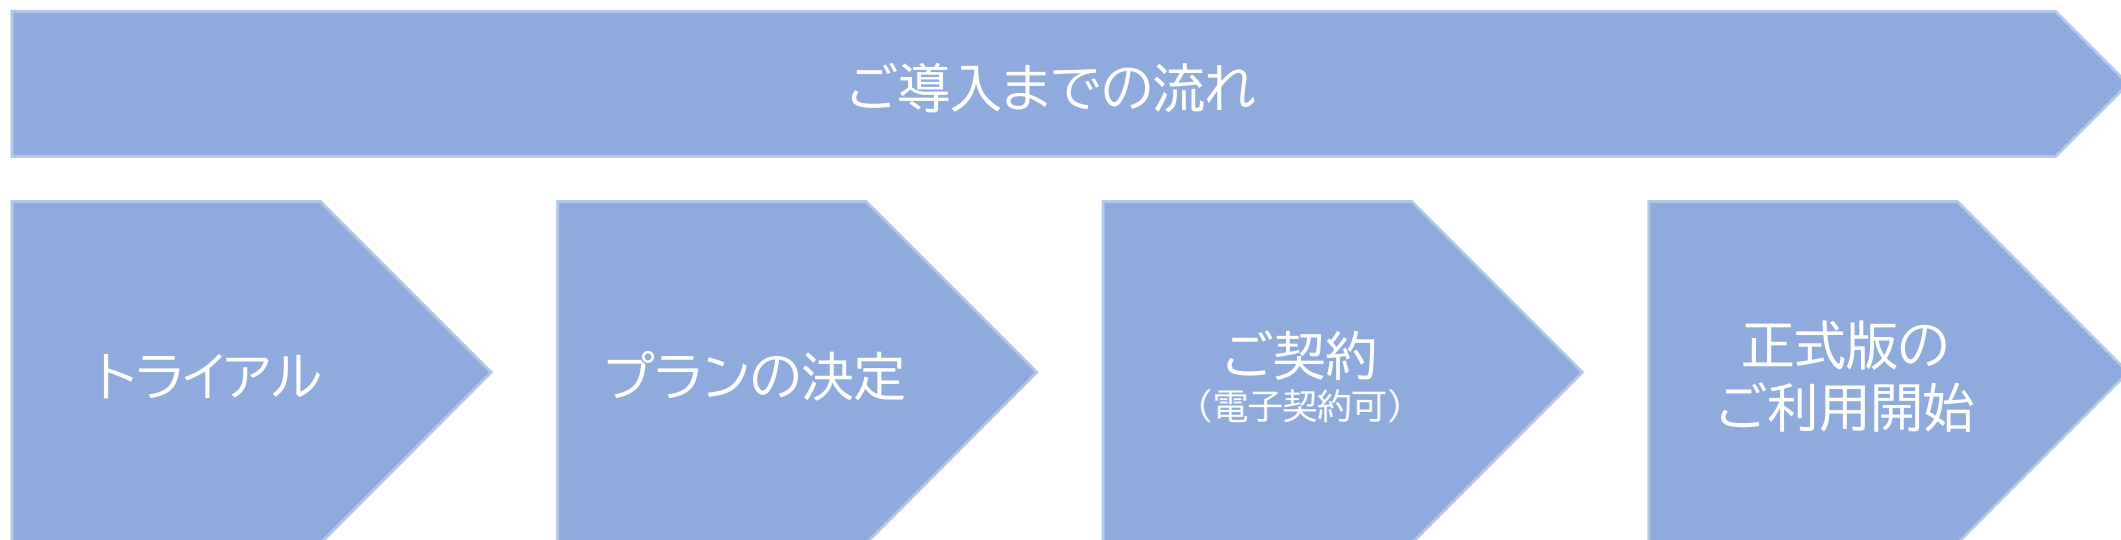 ご導入までの流れ
トライアル
プランの決定
ご契約
（電子契約可）
正式版の
ご利用開始